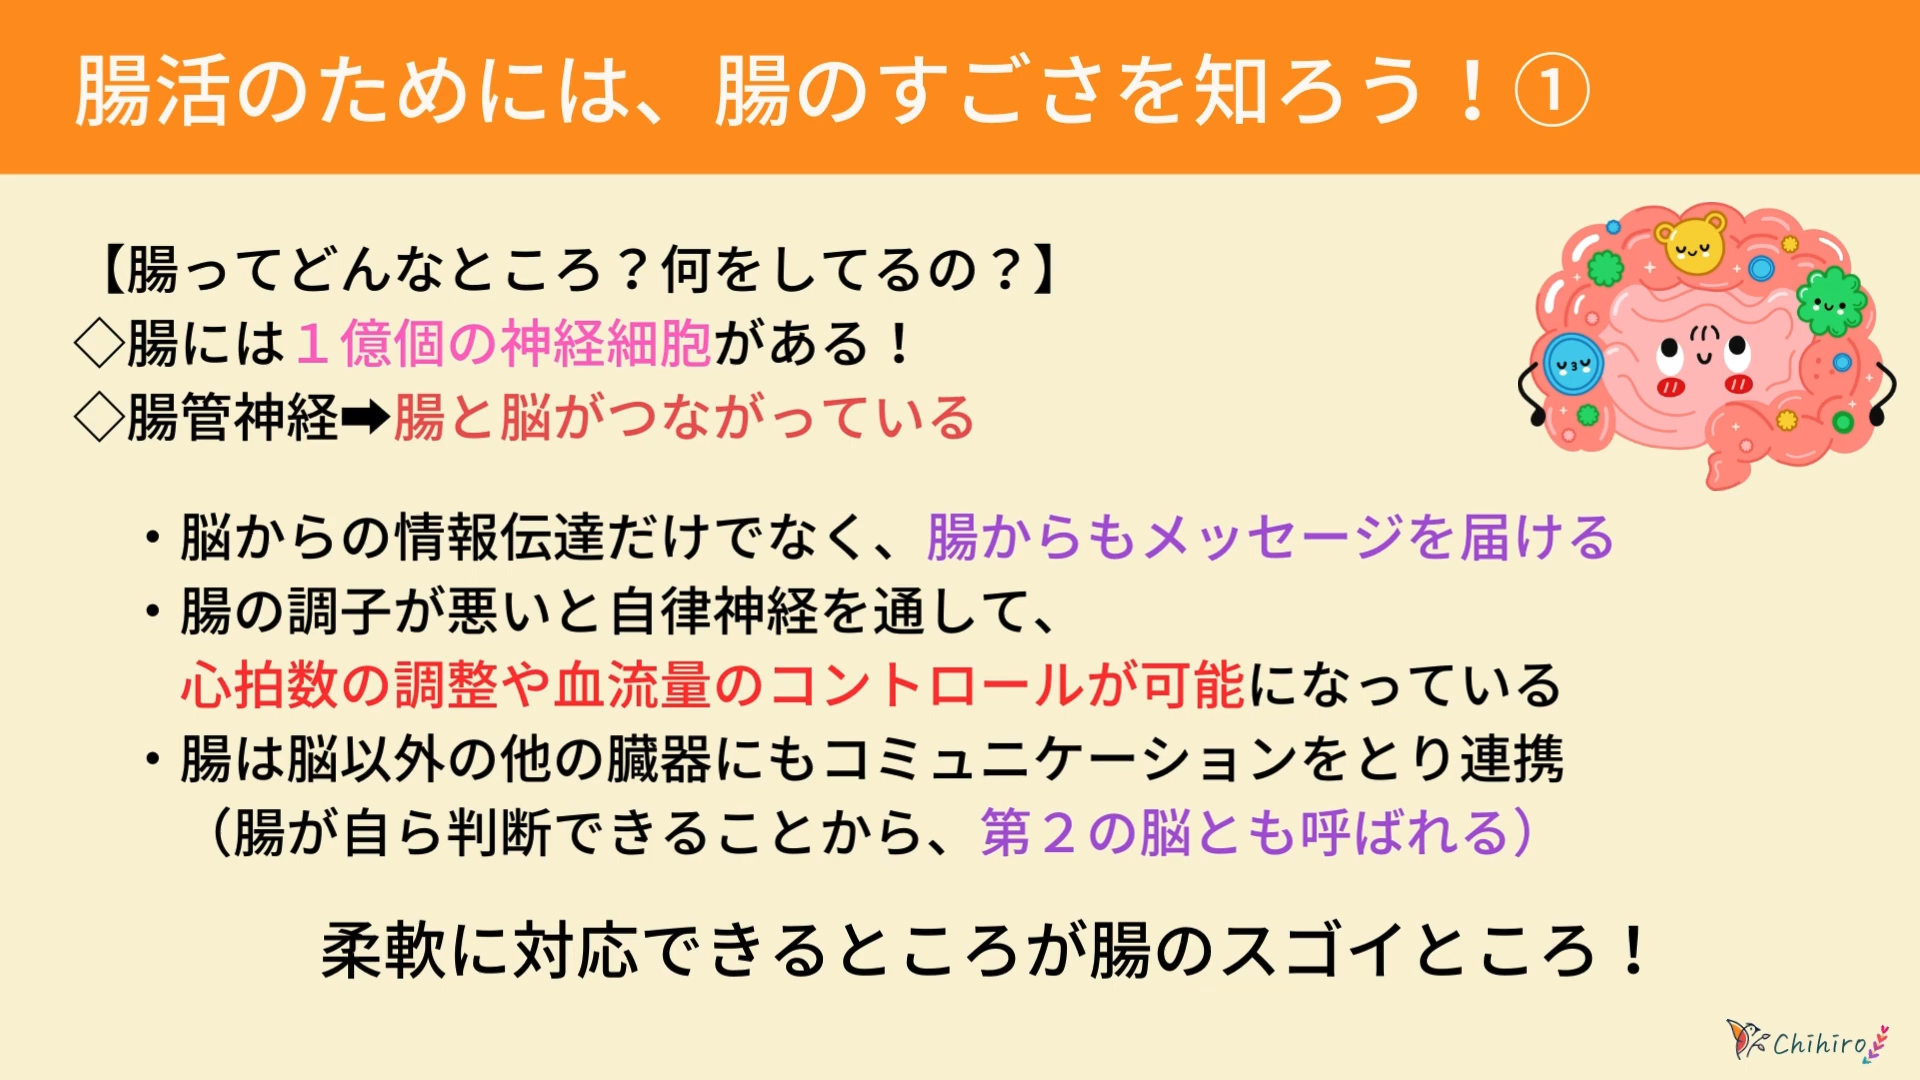 腸活のためには、腸のすごさを知ろう！①
【腸ってどんなところ？何をしてるの？】
◇腸には１億個の神経細胞がある！
◇腸管神経➡腸と脳がつながっている
・脳からの情報伝達だけでなく、腸からもメッセージを届ける
・腸の調子が悪いと自律神経を通して、
心拍数の調整や血流量のコントロールが可能になっている
・腸は脳以外の他の臓器にもコミュニケーションをとり連携
（腸が自ら判断できることから、第２の脳とも呼ばれる）
柔軟に対応できるところが腸のスゴイところ！
Chihiro